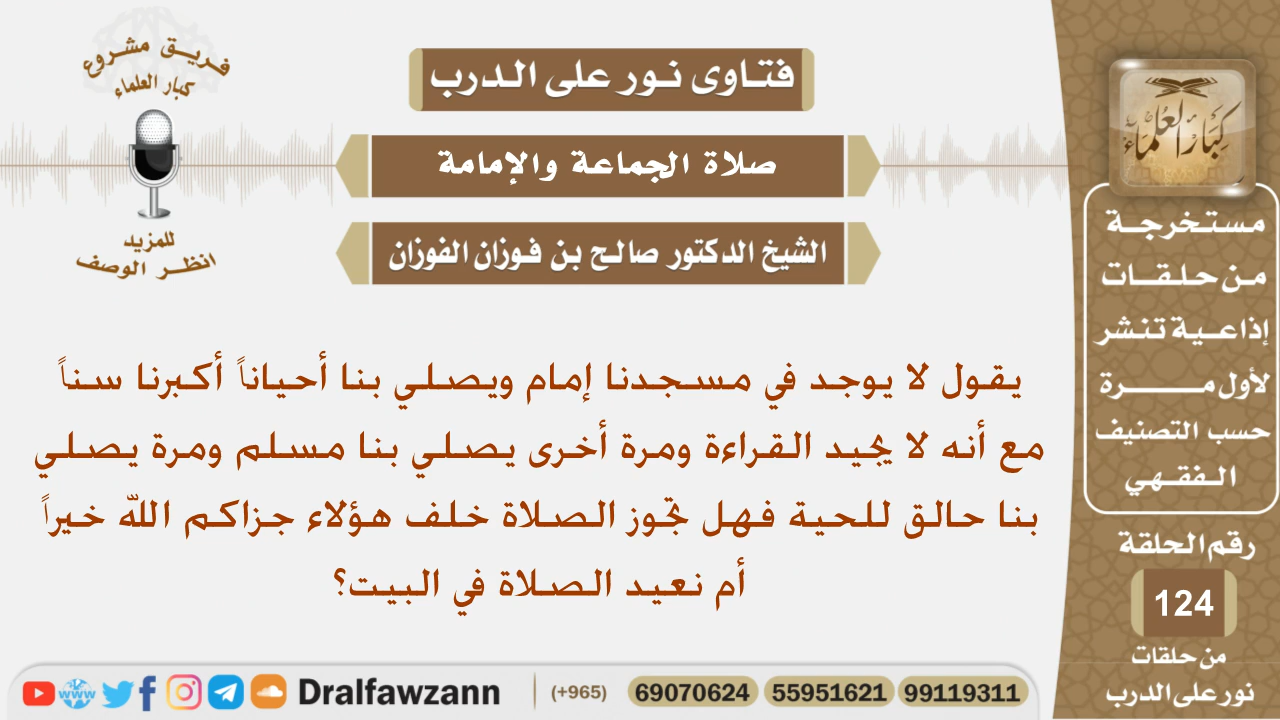 فتاوى نور على الدرب
صلاة الجماعة والإمامة
الشيخ الدكتور صالح بن فوزان الفوزان
فريق مشروع
كبار العلماء
للمزيد
انظر الوصف
كبار العلماء
مستخرجة
من حلقات
إذاعية تنشر
لأول مرة
حسب التصنيف
الفقهي
رقم الحلقة
124
من حلقات
نور على الدرب
يقول لا يوجد في مسجدنا إمام ويصلي بنا أحياناً أكبرنا سناً
مع أنه لا يجيد القراءة ومرة أخرى يصلي بنا مسلم ومرة يصلي
بنا حالق للحية فهل تجوز الصلاة خلف هؤلاء جزاكم الله خيراً
أم نعيد الصلاة في البيت؟
www Dralfawzann (+965) 69070624 55951621 99119311